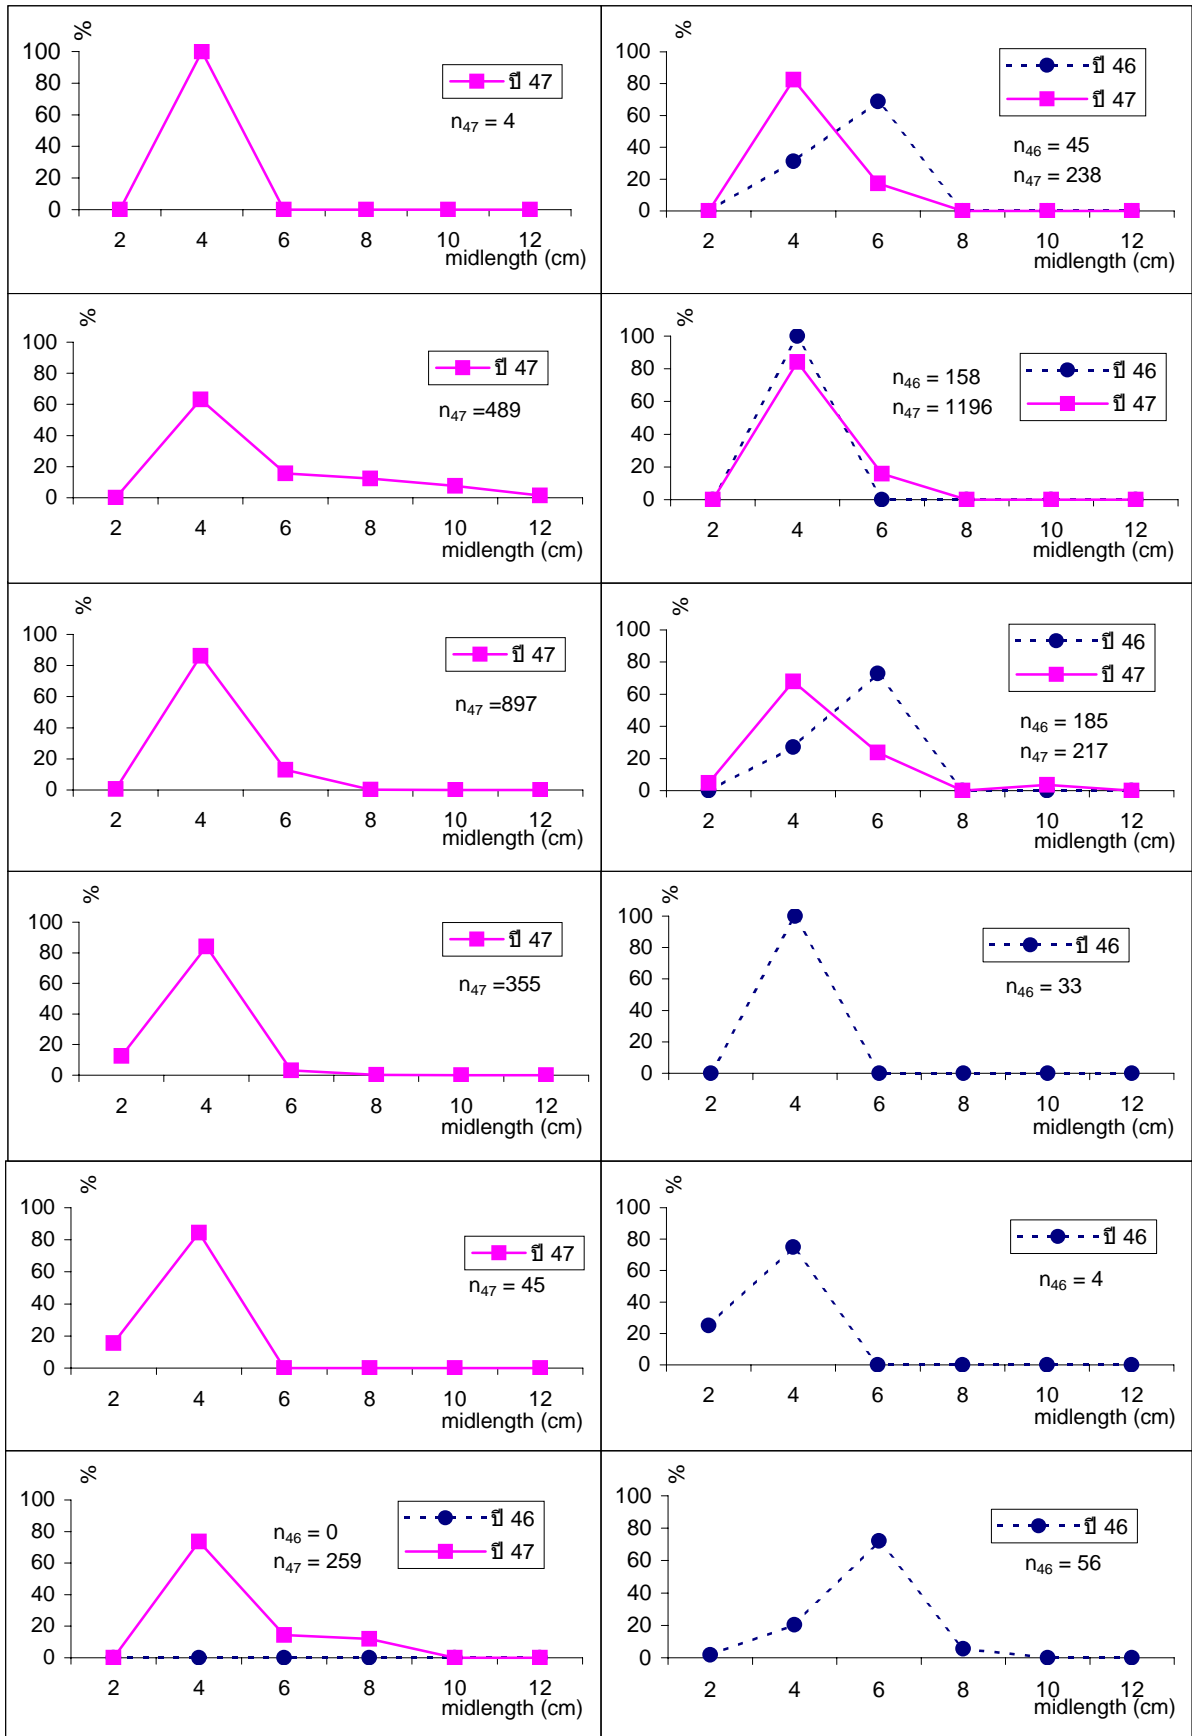 %
100
80
60
40
20
0
2 4 6 8 10 12
midlength (cm)
ปี 47
n47 = 4
%
100
80
60
40
20
0
2 4 6 8 10 12
midlength (cm)
ปี 46
ปี 47
n46 = 45
n47 = 238
%
100
80
60
40
20
0
2 4 6 8 10 12
midlength (cm)
ปี 47
n47 =489
%
100
80
60
40
20
0
2 4 6 8 10 12
midlength (cm)
n46 = 158
n47 = 1196
ปี 46
ปี 47
%
100
80
60
40
20
0
2 4 6 8 10 12
midlength (cm)
ปี 47
n47 =897
%
100
80
60
40
20
0
2 4 6 8 10 12
midlength (cm)
ปี 46
ปี 47
n46 = 185
n47 = 217
%
100
80
60
40
20
0
2 4 6 8 10 12
midlength (cm)
ปี 47
n47 =355
%
100
80
60
40
20
0
2 4 6 8 10 12
midlength (cm)
ปี 46
n46 = 33
%
100
80
60
40
20
0
2 4 6 8 10 12
midlength (cm)
ปี 47
n47 = 45
%
100
80
60
40
20
0
2 4 6 8 10 12
midlength (cm)
ปี 46
n46 = 4
%
100
80
60
40
20
0
2 4 6 8 10 12
midlength (cm)
n46 = 0
n47 = 259
ปี 46
ปี 47
%
100
80
60
40
20
0
2 4 6 8 10 12
midlength (cm)
ปี 46
n46 = 56